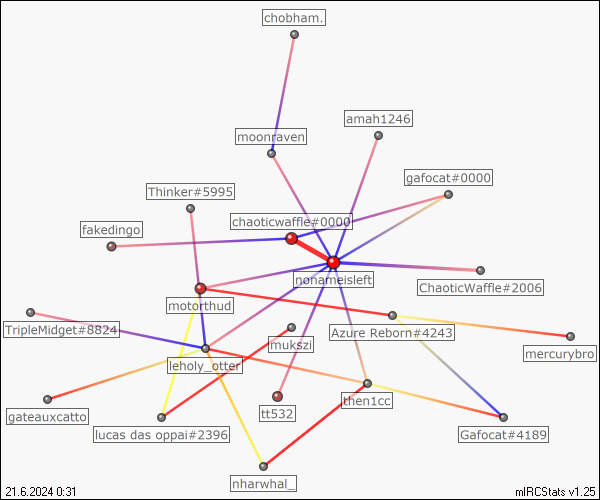 chobham.
amah1246
moonraven
gafocat#0000
Thinker#5995
chaoticwaffle#0000
fakedingo
nonameisleft
ChaoticWaffle#2006
motorthud
TripleMidget#8824
Azure Reborn#4243
mukszi
mercurybro
leholy_otter
then1cc
gateauxcatto
tt532
lucas das oppai#2396
Gafocat#4189
nharwhal_
21.6.2024 0:31
mIRCStats v1.25